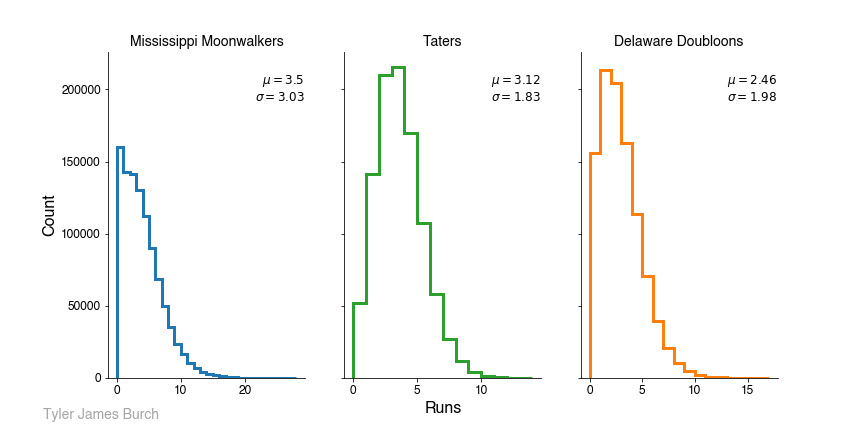 Mississippi Moonwalkers
Taters
Delaware Doubloons
μ = 3.5
σ = 3.03
μ = 3.12
σ = 1.83
μ = 2.46
σ = 1.98
Count
200000
150000
100000
50000
0
0 10 20
0 5 10
0 5 10 15
Runs
Tyler James Burch